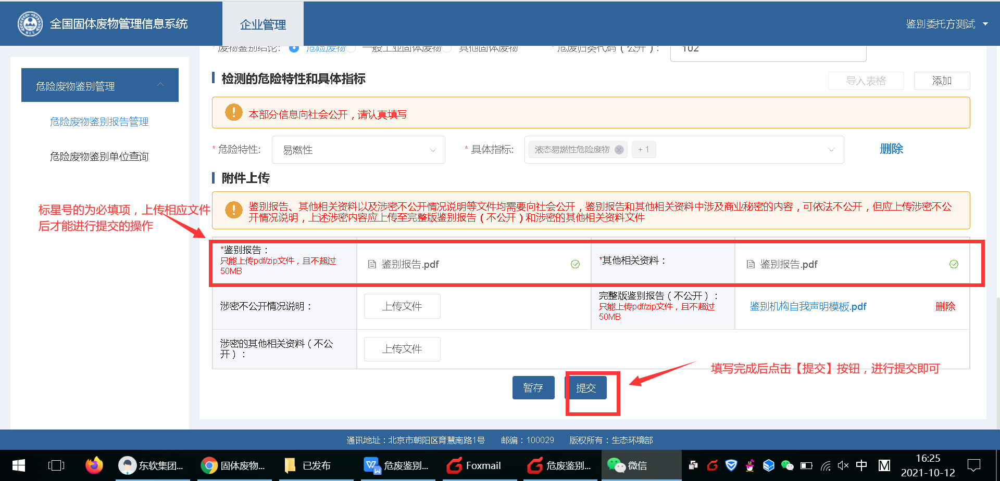 全国固体废物管理信息系统
企业管理
鉴别委托方测试
*废物鉴别结论: 危险废物 一般工业固体废物 其他固体废物 *危废归类代码(公开): 102
危险废物鉴别管理
危险废物鉴别报告管理
危险废物鉴别单位查询
检测的危险特性和具体指标
导入表格
添加
本部分信息向社会公开，请认真填写
*危险特性: 易燃性
*具体指标: 液态易燃性危险废物 + 1
删除
附件上传
标星号的为必填项，上传相应文件
后才能进行提交的操作
鉴别报告、其他相关资料以及涉密不公开情况说明等文件均需要向社会公开，鉴别报告和其他相关资料中涉及商业秘密的内容，可依法不公开，但应上传涉密不公
开情况说明，上述涉密内容应上传至完整版鉴别报告（不公开）和涉密的其他相关资料文件
*鉴别报告：
只能上传pdf/zip文件，且不超过
50MB
鉴别报告.pdf
*其他相关资料：
鉴别报告.pdf
涉密不公开情况说明：
上传文件
完整版鉴别报告（不公开）：
只能上传pdf/zip文件，且不超过
50MB
鉴别机构自我声明模板.pdf
删除
涉密的其他相关资料（不公
开）：
上传文件
填写完成后点击【提交】按钮，进行提交即可
暂存
提交
通讯地址：北京市朝阳区育慧南路1号 邮编：100029 版权所有：生态环境部
东软集团...
固体废物...
已发布
危废鉴别...
Foxmail
危废鉴别...
微信
中
M
16:25
2021-10-12